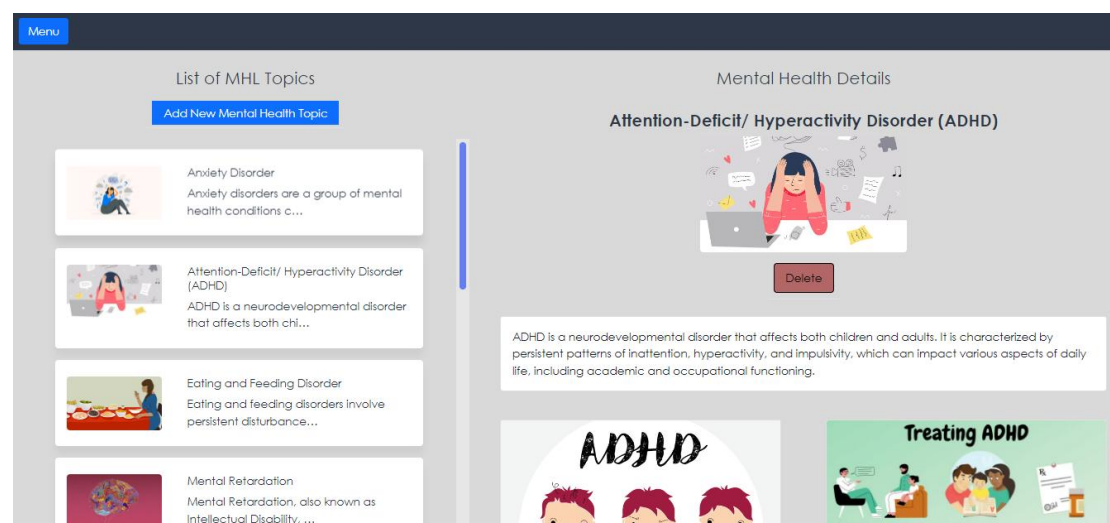 Menu
List of MHL Topics
Add New Mental Health Topic
Anxiety Disorder
Anxiety disorders are a group of mental
health conditions c...
Attention-Deficit/ Hyperactivity Disorder
(ADHD)
ADHD is a neurodevelopmental disorder
that affects both chi...
Eating and Feeding Disorder
Eating and feeding disorders involve
persistent disturbance...
Mental Retardation
Mental Retardation, also known as
Intellectual Disability, ...
Mental Health Details
Attention-Deficit/ Hyperactivity Disorder (ADHD)
Delete
ADHD is a neurodevelopmental disorder that affects both children and adults. It is characterized by
persistent patterns of inattention, hyperactivity, and impulsivity, which can impact various aspects of daily
life, including academic and occupational functioning.
ADHD
Treating ADHD